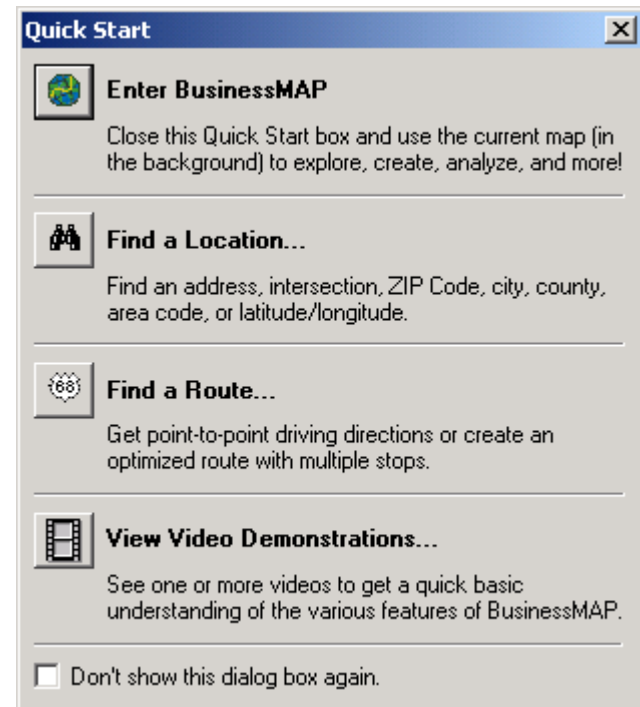 Quick Start
Enter BusinessMAP
Close this Quick Start box and use the current map (in
the background) to explore, create, analyze, and more!
Find a Location...
Find an address, intersection, ZIP Code, city, county,
area code, or latitude/longitude.
68
Find a Route...
Get point-to-point driving directions or create an
optimized route with multiple stops.
View Video Demonstrations...
See one or more videos to get a quick basic
understanding of the various features of BusinessMAP.
Don't show this dialog box again.